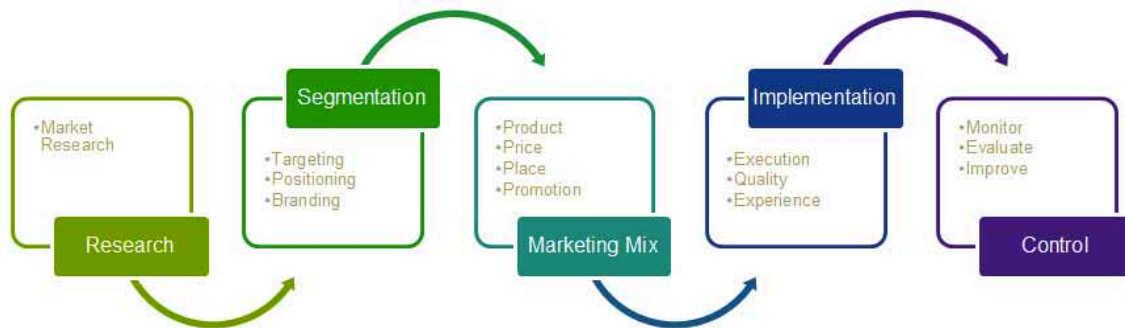 •Market
Research
Research
Segmentation
•Targeting
•Positioning
•Branding
•Product
•Price
•Place
•Promotion
Marketing Mix
Implementation
•Execution
•Quality
•Experience
•Monitor
•Evaluate
•Improve
Control